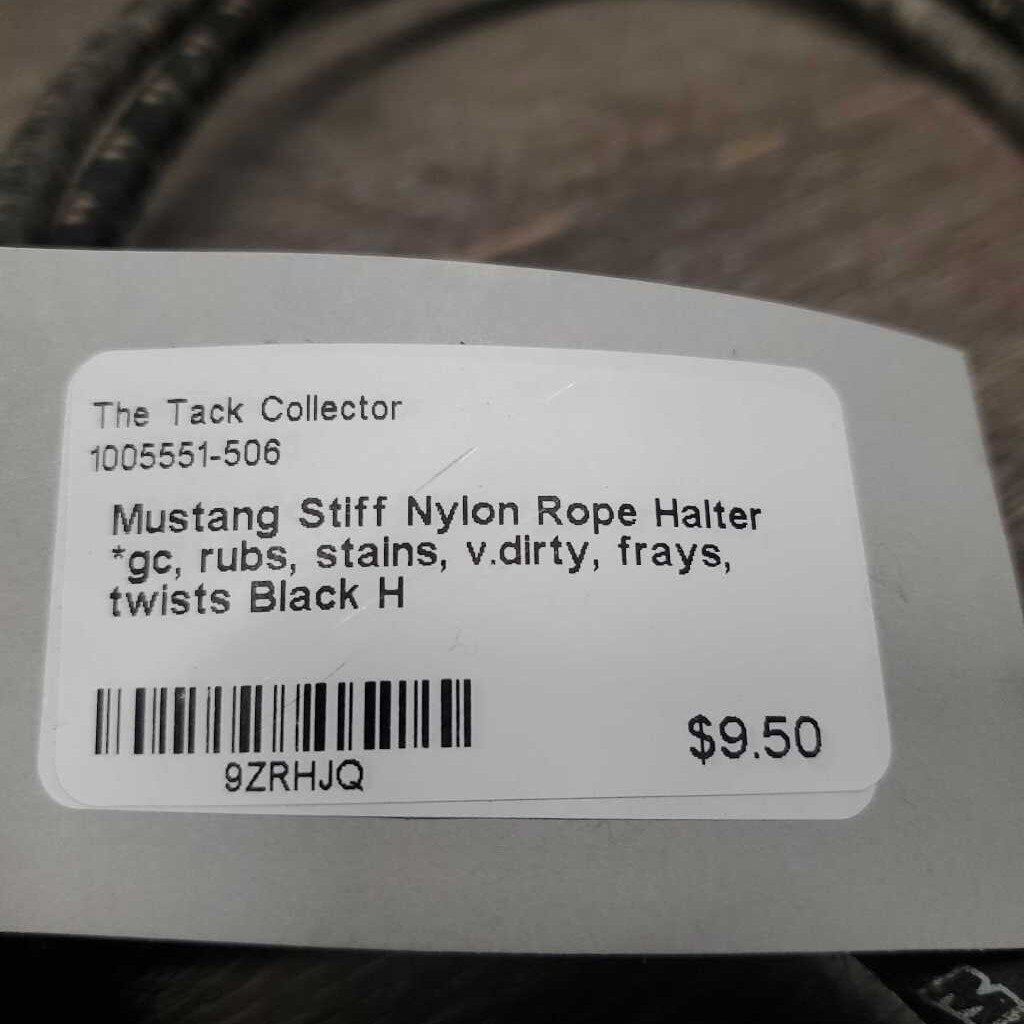 The Tack Collector
1005551-506
Mustang Stiff Nylon Rope Halter
*gc, rubs, stains, v.dirty, frays,
twists Black H
9ZRHJQ
$9.50